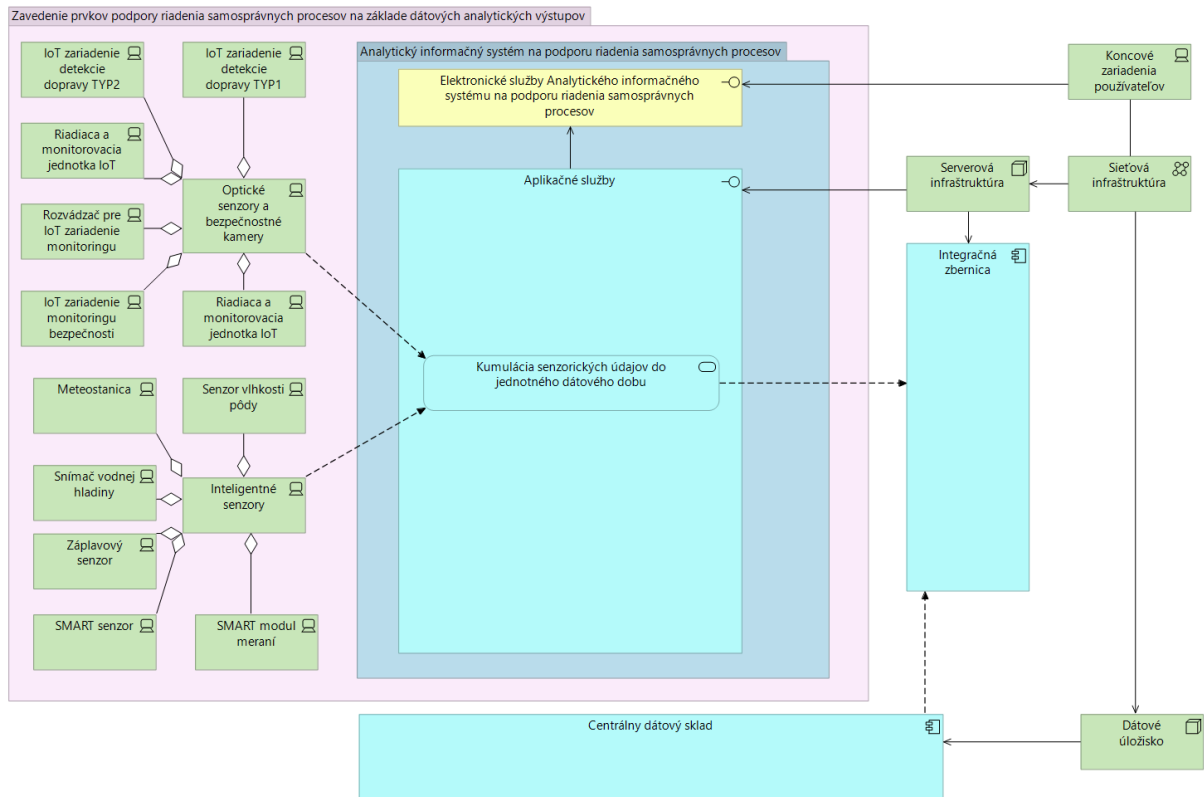 Zavedenie prvkov podpory riadenia samosprávnych procesov na základe dátových analytických výstupov
IoT zariadenie
detekcie
dopravy TYP2
IoT zariadenie
detekcie
dopravy TYP1
Riadiaca a
monitorovacia
jednotka IoT
Optické
senzory a
bezpečnostné
kamery
Rozvádzač pre
IoT zariadenie
monitoringu
IoT zariadenie
monitoringu
bezpečnosti
Riadiaca a
monitorovacia
jednotka IoT
Meteostanica
Senzor vlhkosti
pôdy
Snímač vodnej
hladiny
Inteligentné
senzory
Záplavový
senzor
SMART senzor
SMART modul
meraní
Analytický informačný systém na podporu riadenia samosprávnych procesov
Elektronické služby Analytického informačného
systému na podporu riadenia samosprávnych
procesov
Aplikačné služby
Kumulácia senzorických údajov do
jednotného dátového dobu
Koncové
zariadenia
používateľov
Serverová
infraštruktúra
Sieťová
infraštruktúra
Integračná
zbernica
Centrálny dátový sklad
Dátové
úložisko